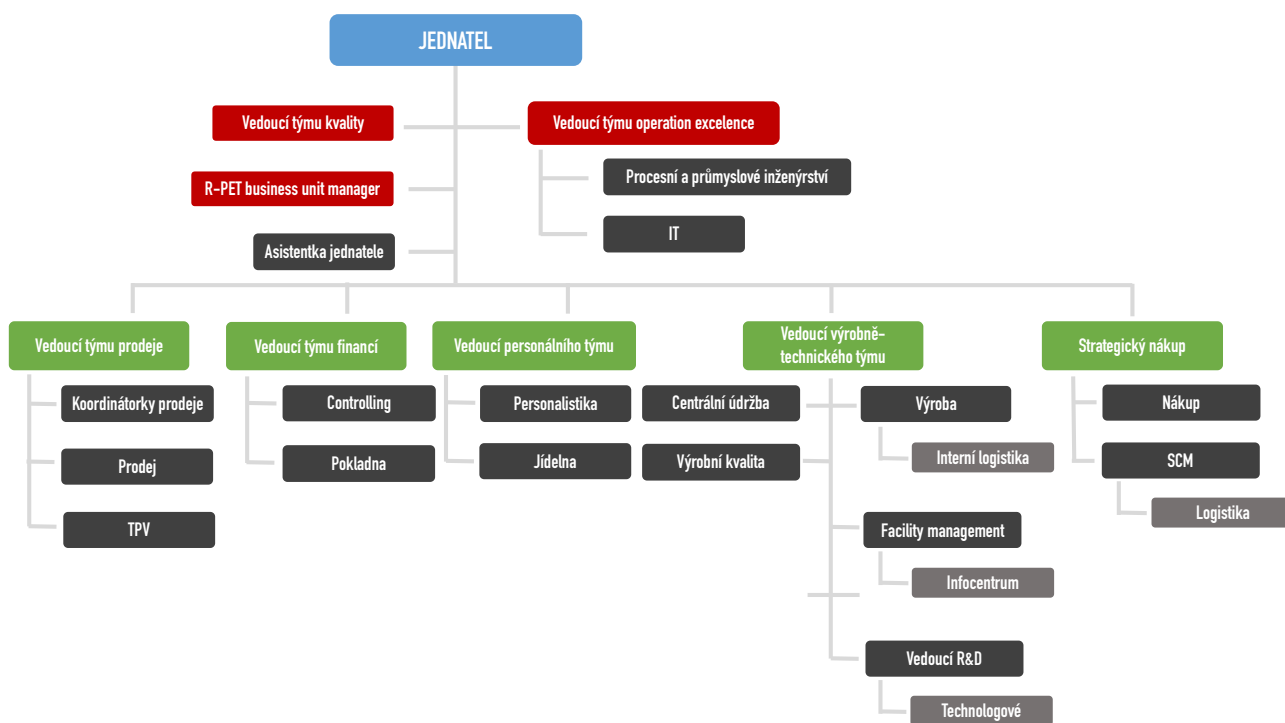 JEDNATEL
Vedoucí týmu kvality
Vedoucí týmu operation excelence
R-PET business unit manager
Procesní a průmyslové inženýrství
Asistentka jednatele
IT
Vedoucí týmu prodeje
Vedoucí týmu financí
Vedoucí personálního týmu
Vedoucí výrobně-
technického týmu
Strategický nákup
Koordinátorky prodeje
Controlling
Personalistika
Centrální údržba
Výroba
Nákup
Prodej
Pokladna
Jídelna
Výrobní kvalita
Interní logistika
SCM
TPV
Facility management
Logistika
Infocentrum
Vedoucí R&D
Technologové